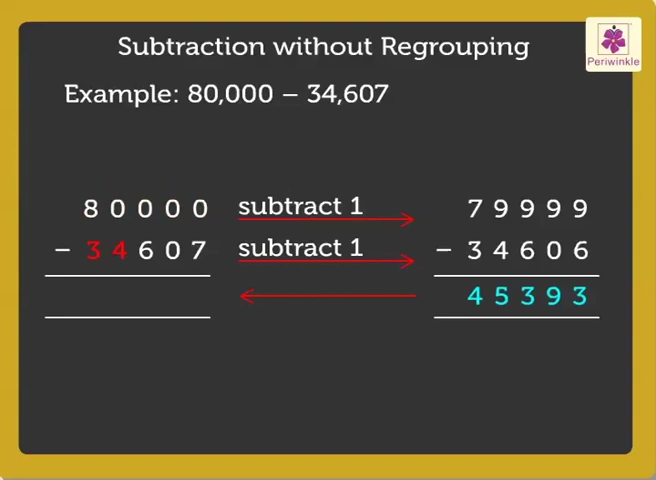 Subtraction without Regrouping
Periwinkle
Example: 80,000 – 34,607
8 0 0 0 0 subtract 1 7 9 9 9 9
– 3 4 6 0 7 subtract 1 – 3 4 6 0 6
4 5 3 9 3